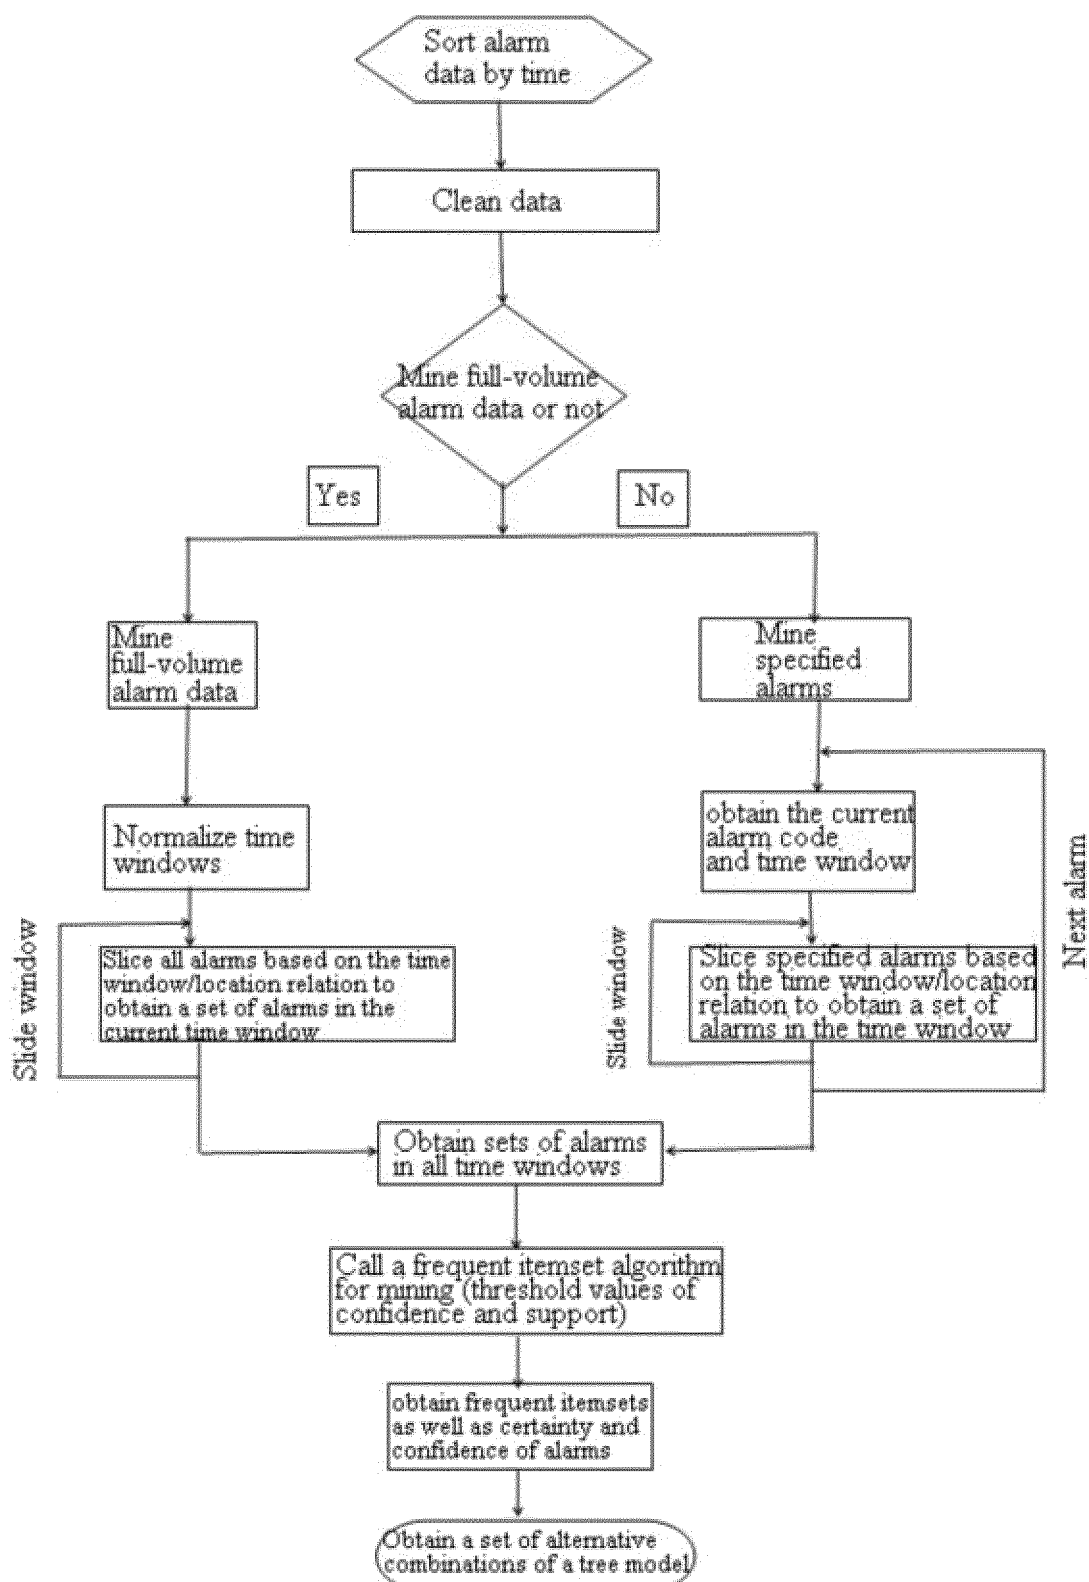 Sort alarm
data by time
Clean data
Mine full-volume
alarm data or not
Yes
No
Mine
full-volume
alarm data
Mine
specified
alarms
Normalize time
windows
obtain the current
alarm code
and time window
Slide window
Slice all alarms based on the time
window/location relation to
obtain a set of alarms in the
current time window
Slide window
Slice specified alarms based
on the time window/location
relation to obtain a set of
alarms in the time window
Next alarm
Obtain sets of alarms
in all time windows
Call a frequent itemset algorithm
for mining (threshold values of
confidence and support)
obtain frequent itemsets
as well as certainty and
confidence of alarms
Obtain a set of alternative
combinations of a tree model